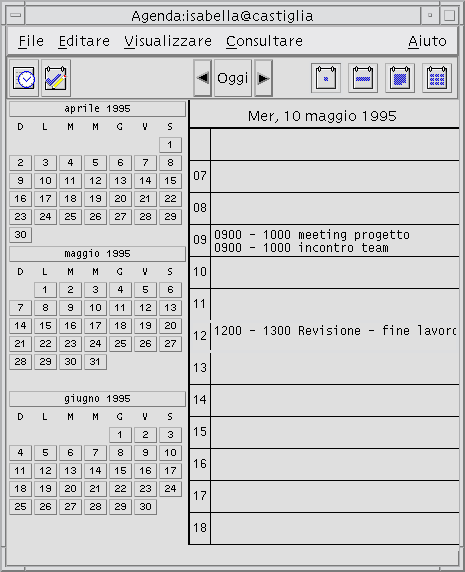 Agenda:isabella@castiglia
File Editare Visualizzare Consultare Aiuto
Oggi
aprile 1995
D L M M G V S
1
2 3 4 5 6 7 8
9 10 11 12 13 14 15
16 17 18 19 20 21 22
23 24 25 26 27 28 29
30
maggio 1995
D L M M G V S
1 2 3 4 5 6
7 8 9 10 11 12 13
14 15 16 17 18 19 20
21 22 23 24 25 26 27
28 29 30 31
giugno 1995
D L M M G V S
1 2 3
4 5 6 7 8 9 10
11 12 13 14 15 16 17
18 19 20 21 22 23 24
25 26 27 28 29 30
Mer, 10 maggio 1995
07
08
09 0900 - 1000 meeting progetto
0900 - 1000 incontro team
10
11
12 1200 - 1300 Revisione - fine lavoro
13
14
15
16
17
18